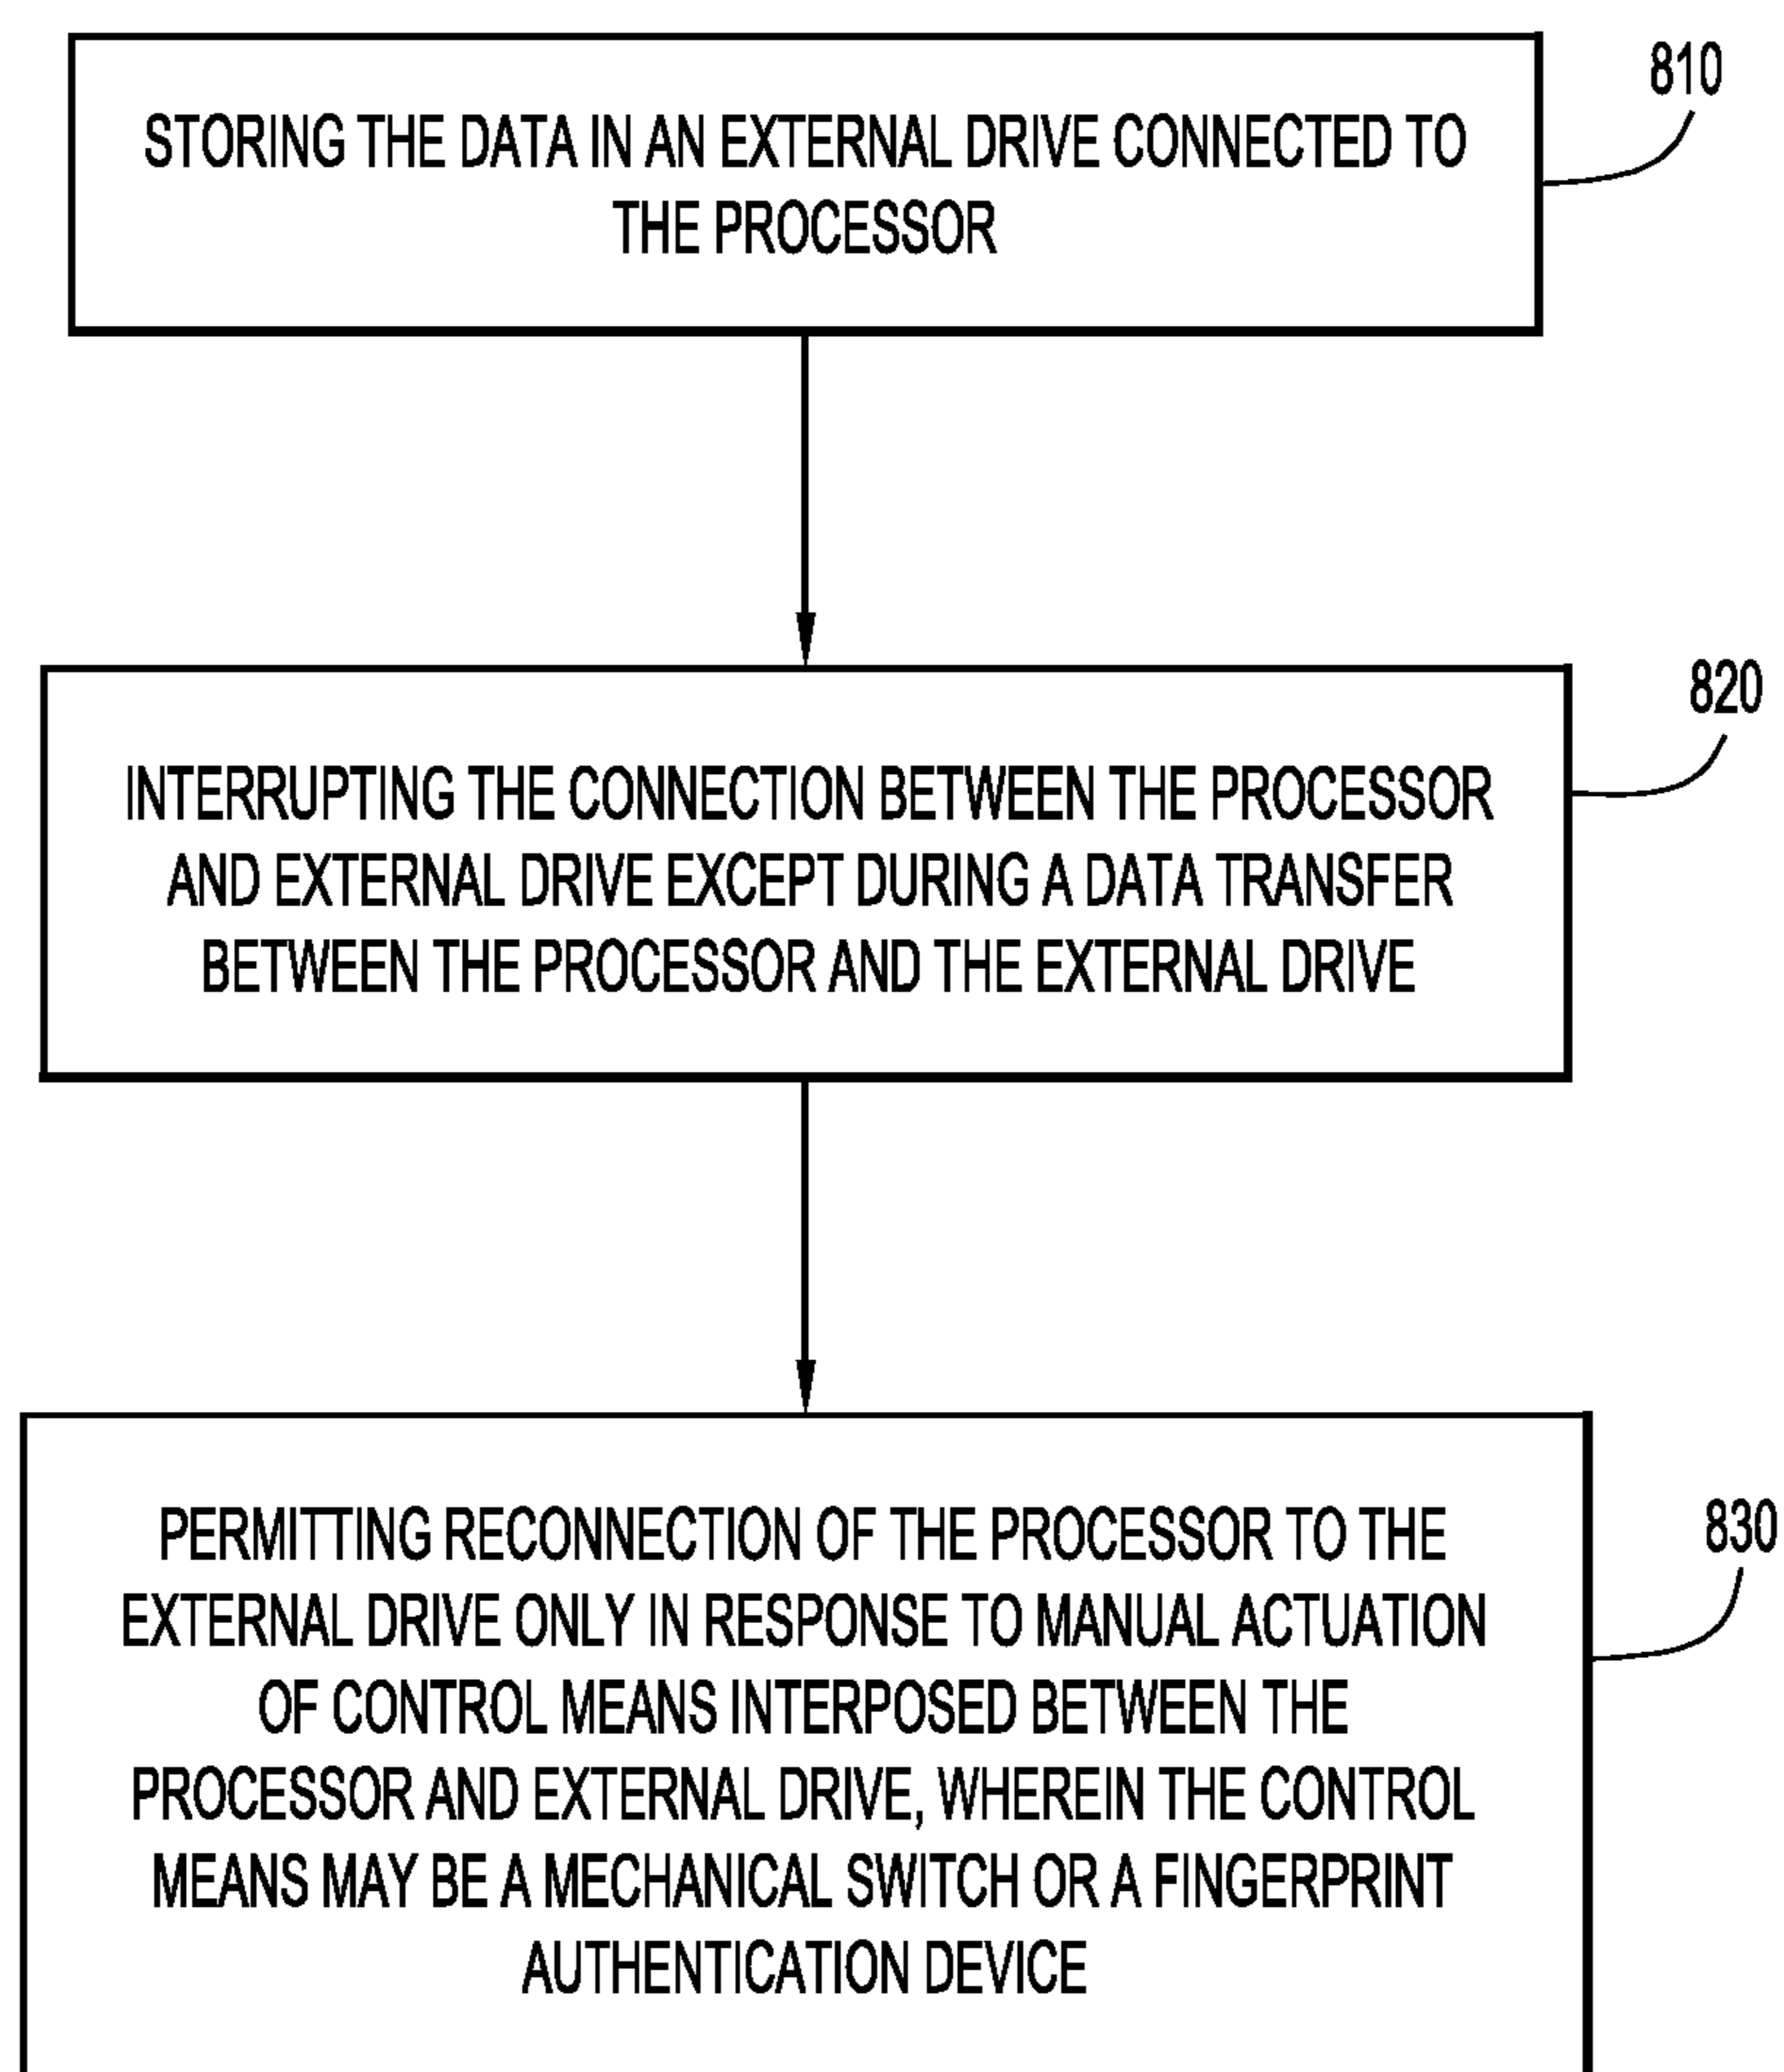 810
STORING THE DATA IN AN EXTERNAL DRIVE CONNECTED TO
THE PROCESSOR
820
INTERRUPTING THE CONNECTION BETWEEN THE PROCESSOR
AND EXTERNAL DRIVE EXCEPT DURING A DATA TRANSFER
BETWEEN THE PROCESSOR AND THE EXTERNAL DRIVE
830
PERMITTING RECONNECTION OF THE PROCESSOR TO THE
EXTERNAL DRIVE ONLY IN RESPONSE TO MANUAL ACTUATION
OF CONTROL MEANS INTERPOSED BETWEEN THE
PROCESSOR AND EXTERNAL DRIVE, WHEREIN THE CONTROL
MEANS MAY BE A MECHANICAL SWITCH OR A FINGERPRINT
AUTHENTICATION DEVICE